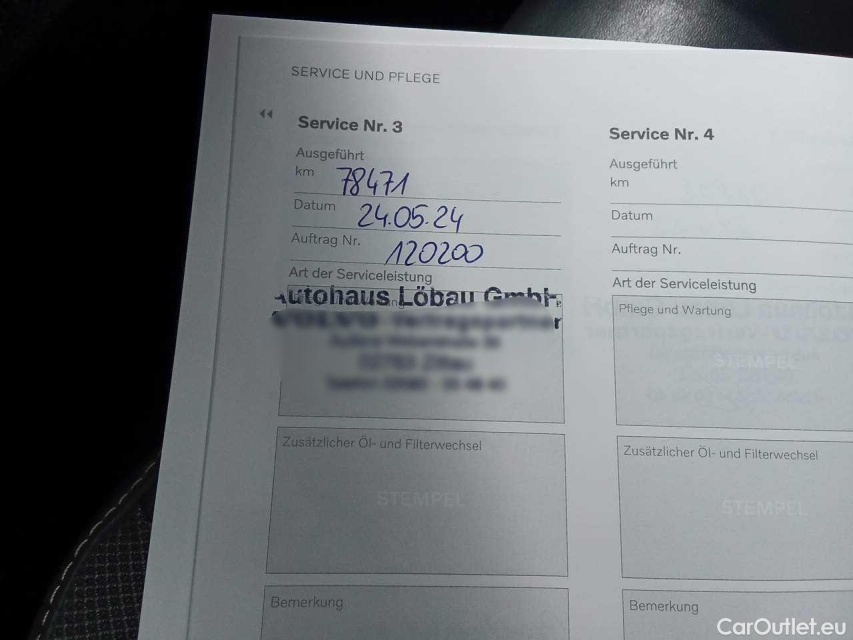 SERVICE UND PFLEGE
Service Nr. 3
Ausgeführt
km 78471
Datum 24.05.24
Auftrag Nr. 120200
Art der Serviceleistung
utohaus Löbau Gmb
Zusätzlicher Öl- und Filterwechsel
STEMPEL
Bemerkung
Service Nr. 4
Ausgeführt
km
Datum
Auftrag Nr.
Art der Serviceleistung
Pflege und Wartung
STEMPEL
Zusätzlicher Öl- und Filterwechsel
STEMPEL
Bemerkung
CarOutlet.eu